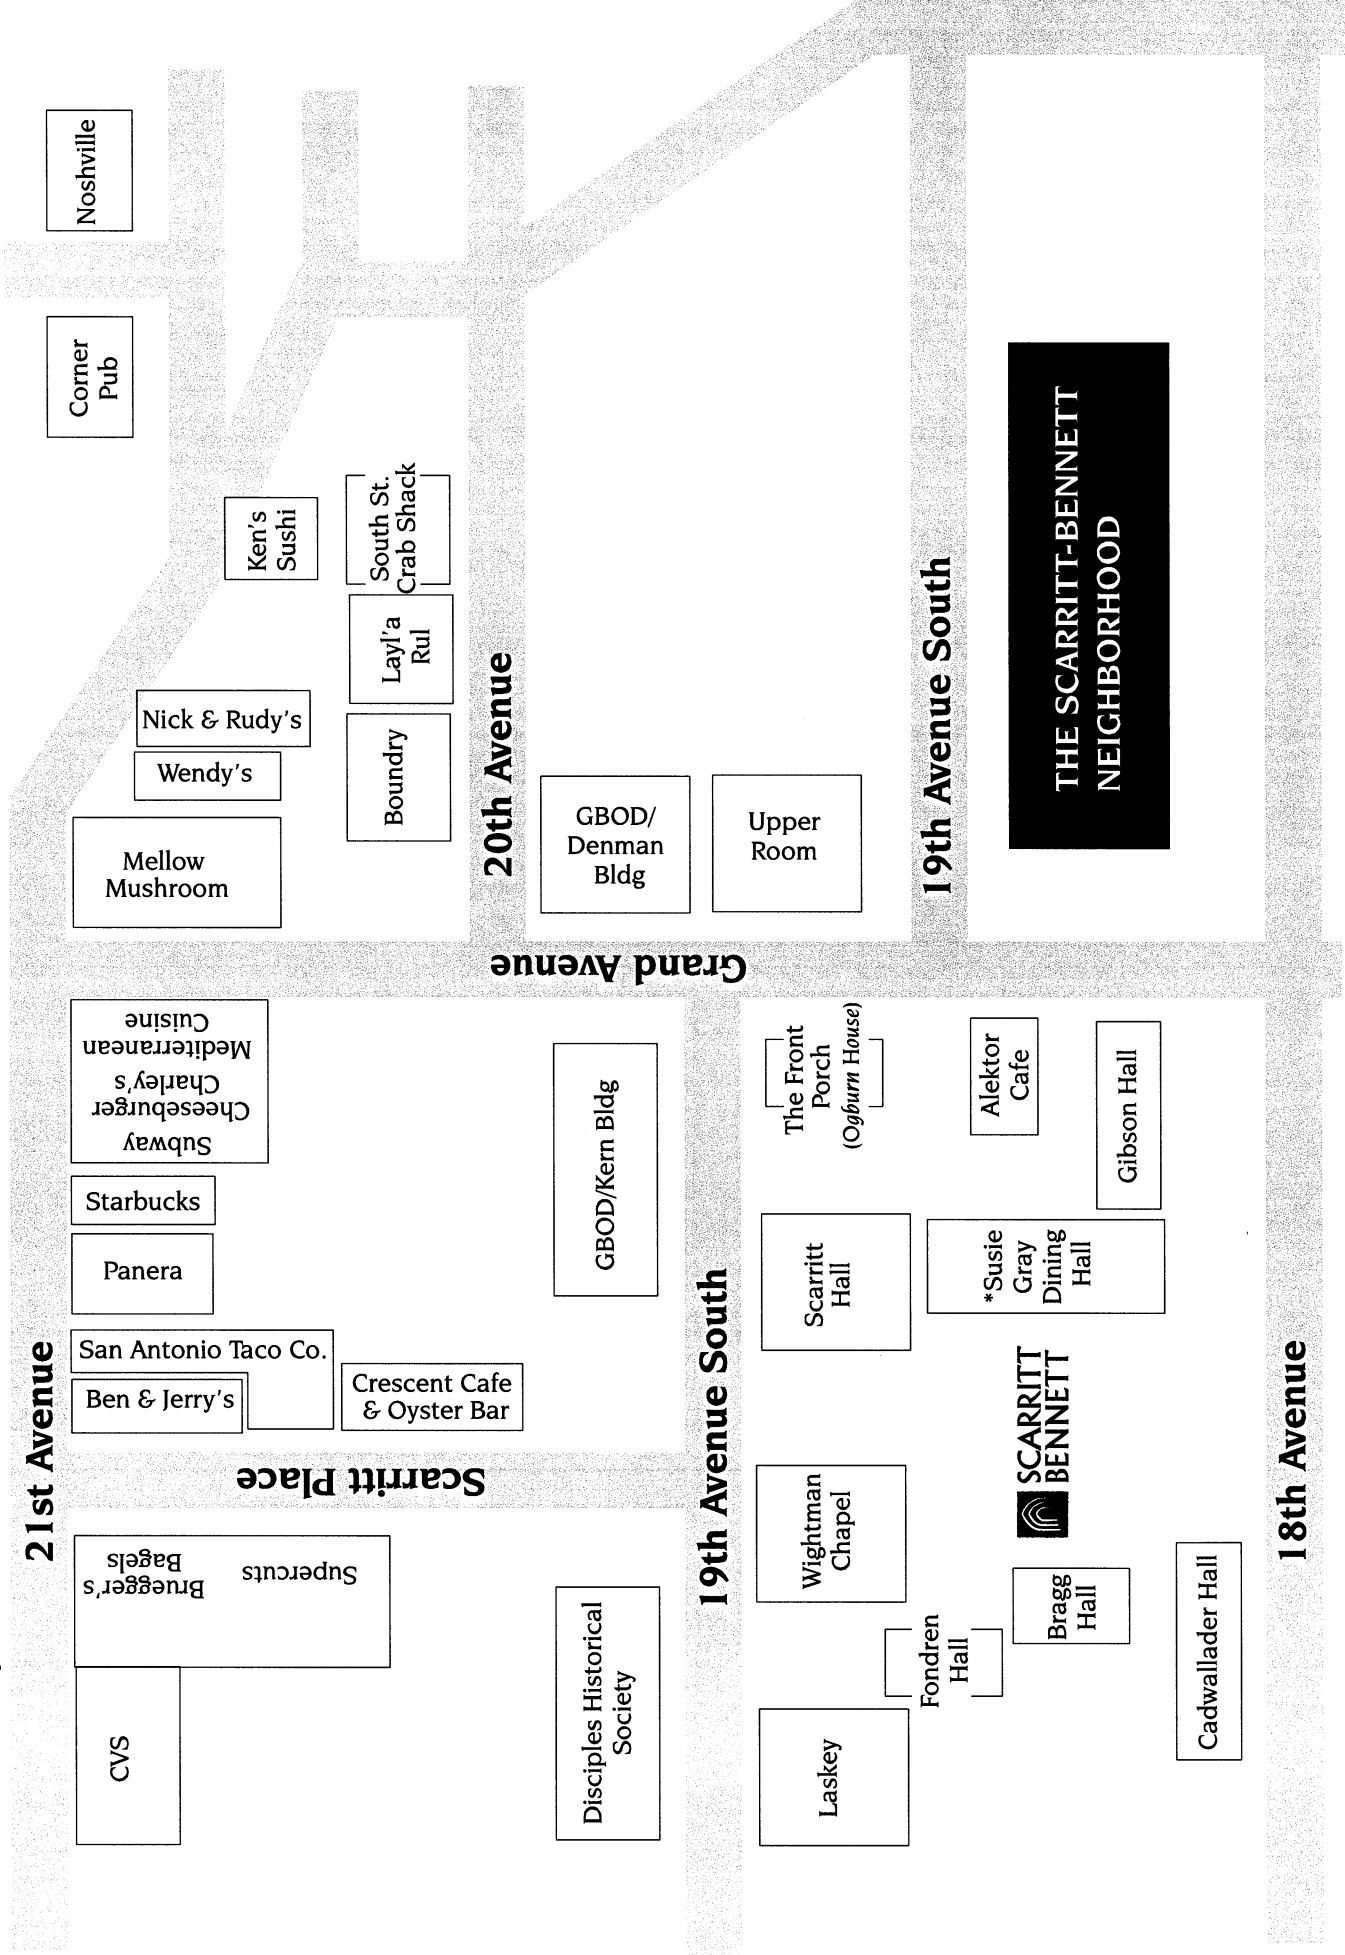 Noshville
Corner
Pub
Ken's
Sushi
South St.
Crab Shack
Layl'a
Rul
Boundry
Nick & Rudy's
Wendy's
Mellow
Mushroom
20th Avenue
GBOD/
Denman
Bldg
Upper
Room
19th Avenue South
THE SCARRITT-BENNETT
NEIGHBORHOOD
Grand Avenue
Subway
Cheeseburger
Charley's
Mediterranean
Cuisine
Starbucks
Panera
San Antonio Taco Co.
Ben & Jerry's
Crescent Cafe
& Oyster Bar
GBOD/Kern Bldg
21st Avenue
Scarritt Place
19th Avenue South
The Front
Porch
(Ogburn House)
Alektor
Cafe
Gibson Hall
Scarritt
Hall
*Susie
Gray
Dining
Hall
SCARRITT
BENNETT
18th Avenue
Supercuts
Bruegger's
Bagels
CVS
Disciples Historical
Society
Wightman
Chapel
Fondren
Hall
Bragg
Hall
Cadwallader Hall
Laskey